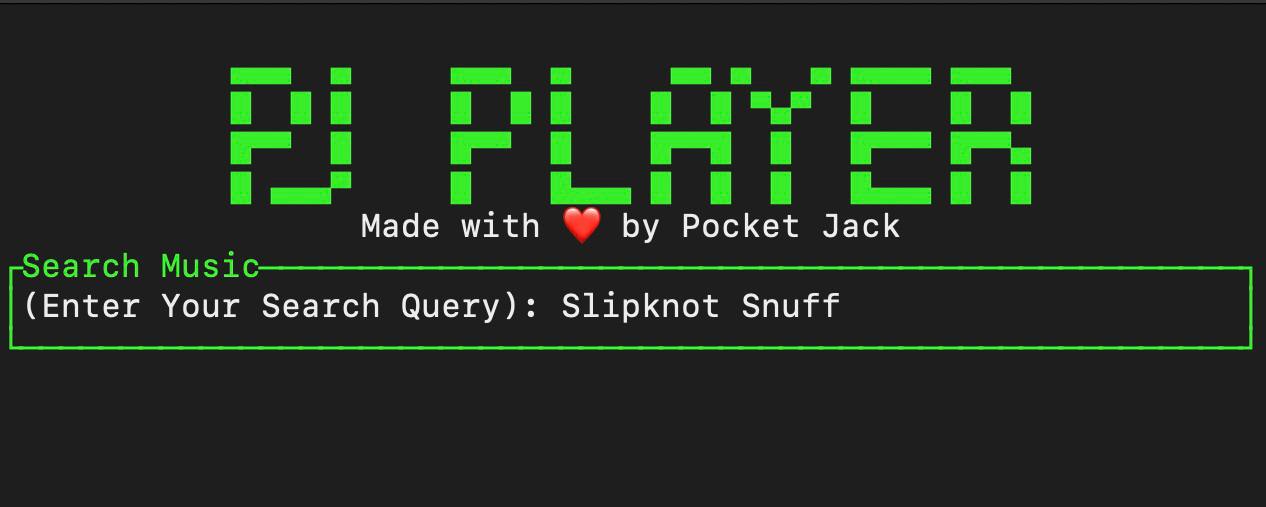 PJ PLAYER
Made with ❤️ by Pocket Jack
Search Music
(Enter Your Search Query): Slipknot Snuff